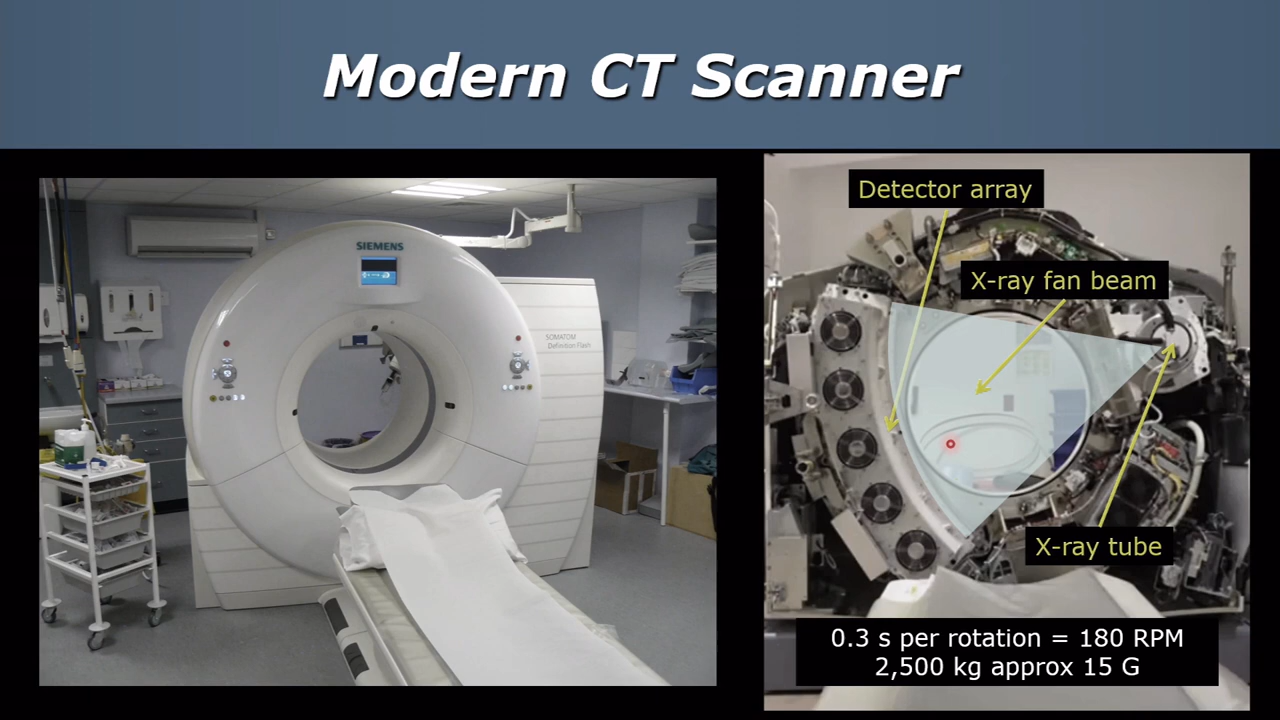 Modern CT Scanner
SIEMENS
SOMATOM
Definition Flash
Detector array
X-ray fan beam
X-ray tube
0.3 s per rotation = 180 RPM
2,500 kg approx 15 G